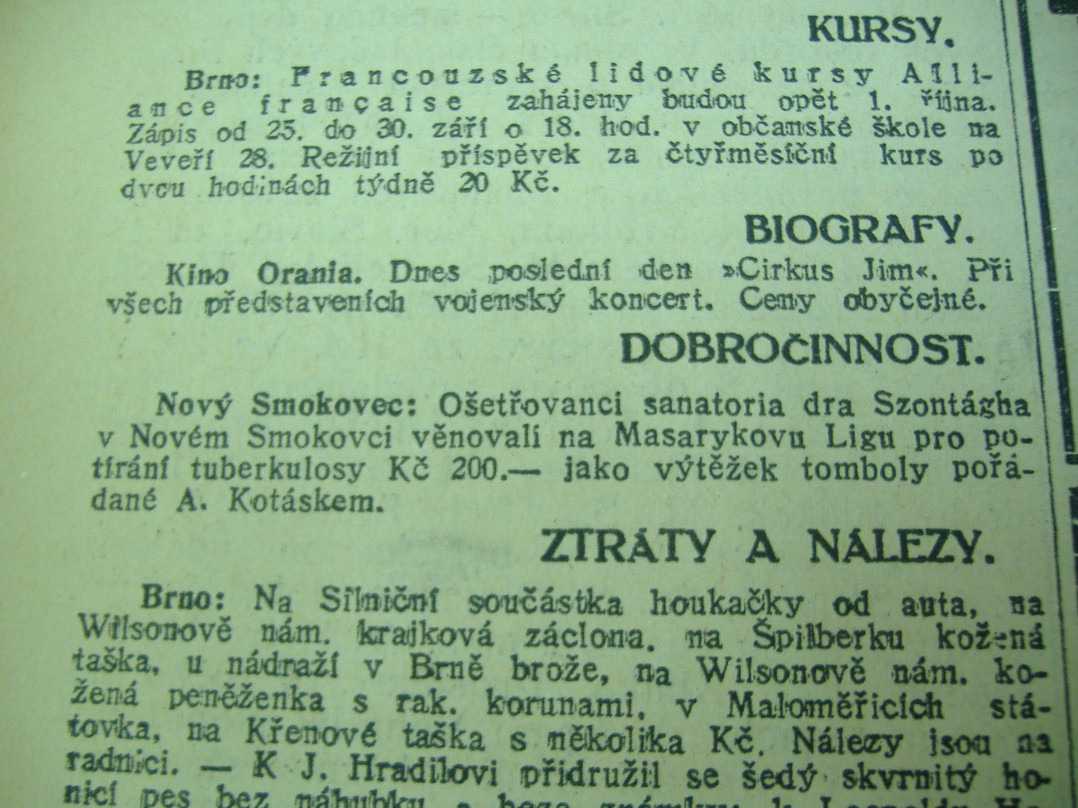 KURSY.
Brno: Francouzské lidové kursy Alli-
ance française zahájeny budou opět 1. října.
Zápis od 25. do 30. září o 18. hod. v občanské škole na
Veveří 28. Režijní příspěvek za čtyřměsíční kurs po
dvou hodinách týdně 20 Kč.
BIOGRAFY.
Kino Orania. Dnes poslední den »Cirkus Jim«. Při
všech představeních vojenský koncert. Ceny obyčejné.
DOBROČINNOST.
Nový Smokovec: Ošetřovanci sanatoria dra Szontágha
v Novém Smokovci věnovali na Masarykovu Ligu pro po-
tírání tuberkulosy Kč 200.— jako výtěžek tomboly pořá-
dané A. Kotáskem.
ZTRÁTY A NÁLEZY.
Brno: Na Silniční součástka houkačky od auta, na
Wilsonově nám. krajková záclona, na Špilberku kožená
taška, u nádraží v Brně brože, na Wilsonově nám. ko-
žená peněženka s rak. korunami, v Maloměřicích stá-
tovka, na Křenové taška s několika Kč. Nálezy jsou na
radnici. — K J. Hradilovi přidružil se šedý skvrnitý ho-
nicí pes bez náhubku a beze známky k